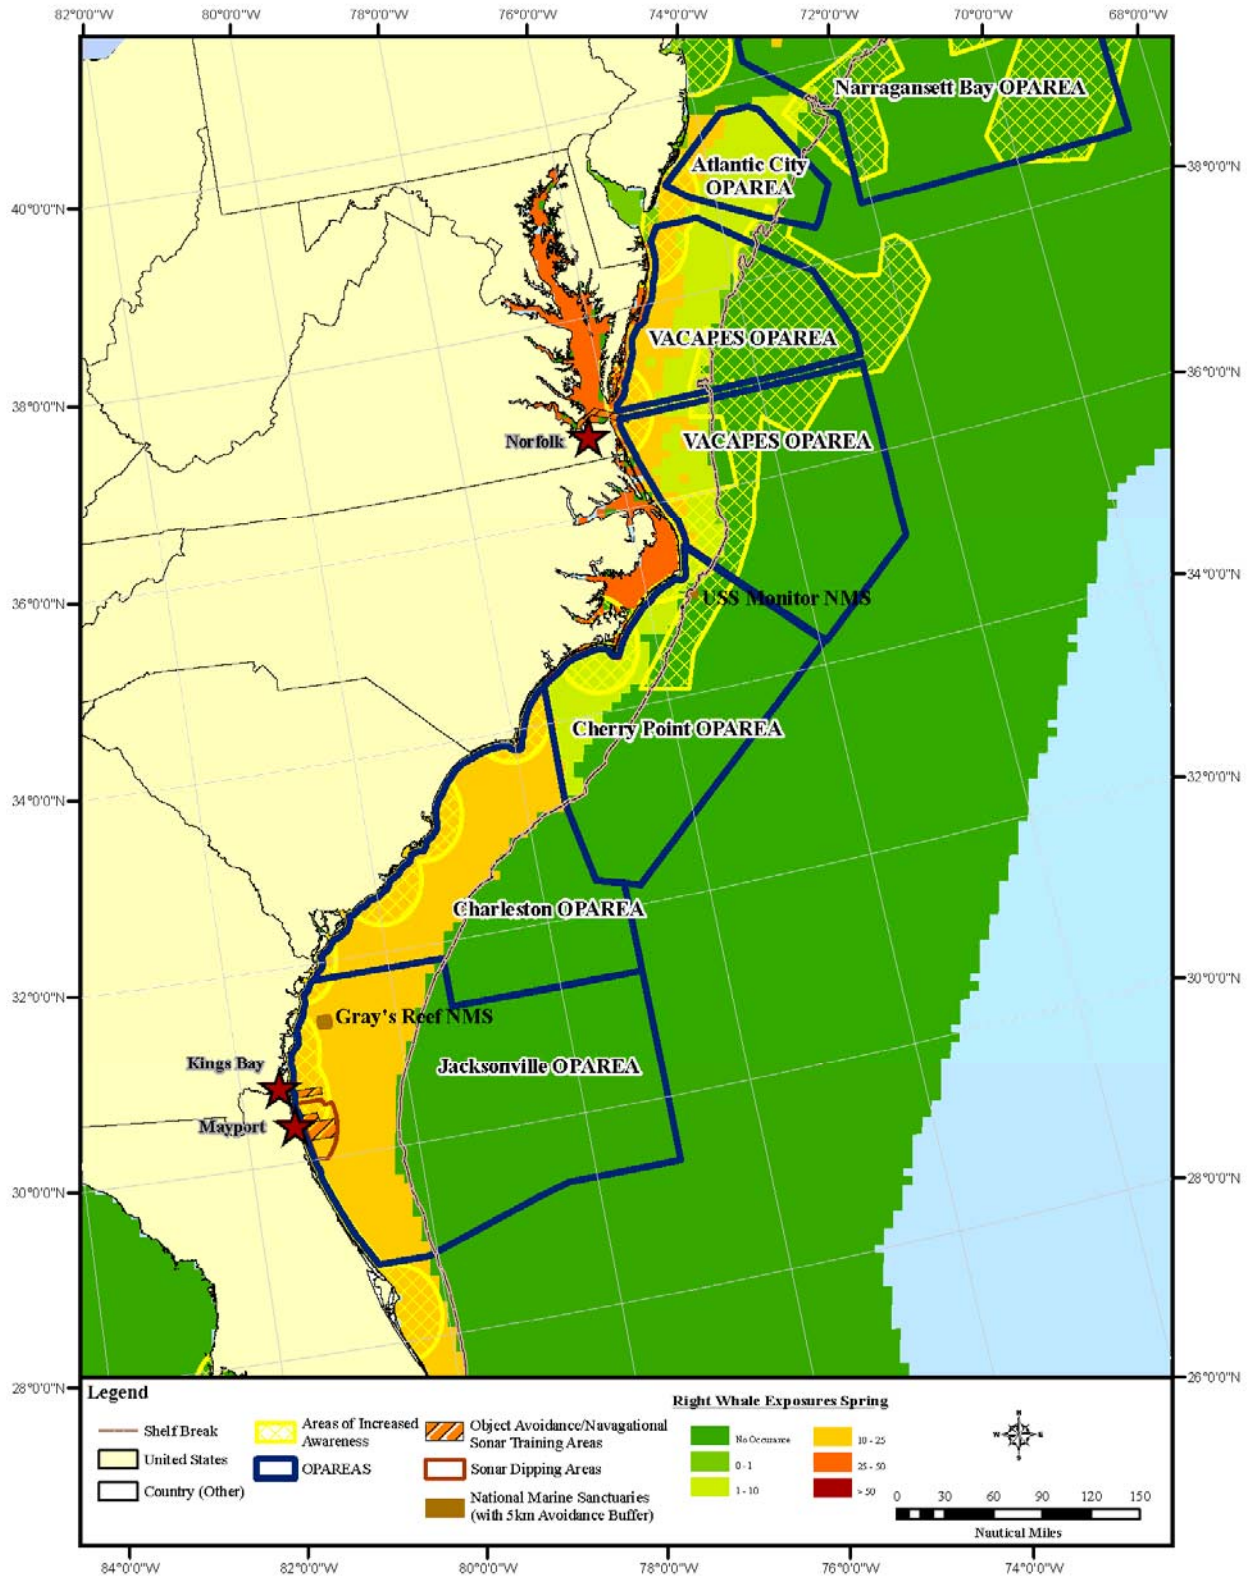 82°0'0"W 80°0'0"W 76°0'0"W 74°0'0"W 72°0'0"W 70°0'0"W 68°0'0"W
Narragansett Bay OPAREA
38°0'0"N
Atlantic City
OPAREA
40°0'0"N
VACAPES OPAREA
36°0'0"N
38°0'0"N
Norfolk
VACAPES OPAREA
34°0'0"N
36°0'0"N
USS Monitor NMS
Cherry Point OPAREA
32°0'0"N
34°0'0"N
Charleston OPAREA
30°0'0"N
32°0'0"N
Gray's Reef NMS
Kings Bay
Jacksonville OPAREA
Mayport
28°0'0"N
30°0'0"N
26°0'0"N
28°0'0"N
Legend
Shelf Break
United States
Country (Other)
Areas of Increased
Awareness
OPAREAS
Object Avoidance/Navagational
Sonar Training Areas
Sonar Dipping Areas
National Marine Sanctuaries
(with 5km Avoidance Buffer)
Right Whale Exposures Spring
No Occurance
0 - 1
1 - 10
10 - 25
25 - 50
> 50
N
W E
S
0 30 60 90 120 150
Nautical Miles
84°0'0"W 82°0'0"W 80°0'0"W 78°0'0"W 76°0'0"W 74°0'0"W